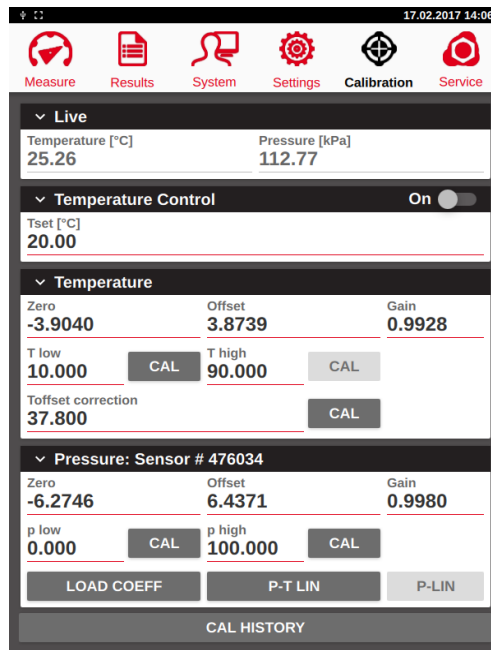 17.02.2017 14:06
Measure Results System Settings Calibration Service
Live
Temperature [°C] Pressure [kPa]
25.26 112.77
Temperature Control On
Tset [°C]
20.00
Temperature
Zero Offset Gain
-3.9040 3.8739 0.9928
T low T high
10.000 CAL 90.000 CAL
Toffset correction
37.800 CAL
Pressure: Sensor # 476034
Zero Offset Gain
-6.2746 6.4371 0.9980
p low p high
0.000 CAL 100.000 CAL
LOAD COEFF P-T LIN P-LIN
CAL HISTORY